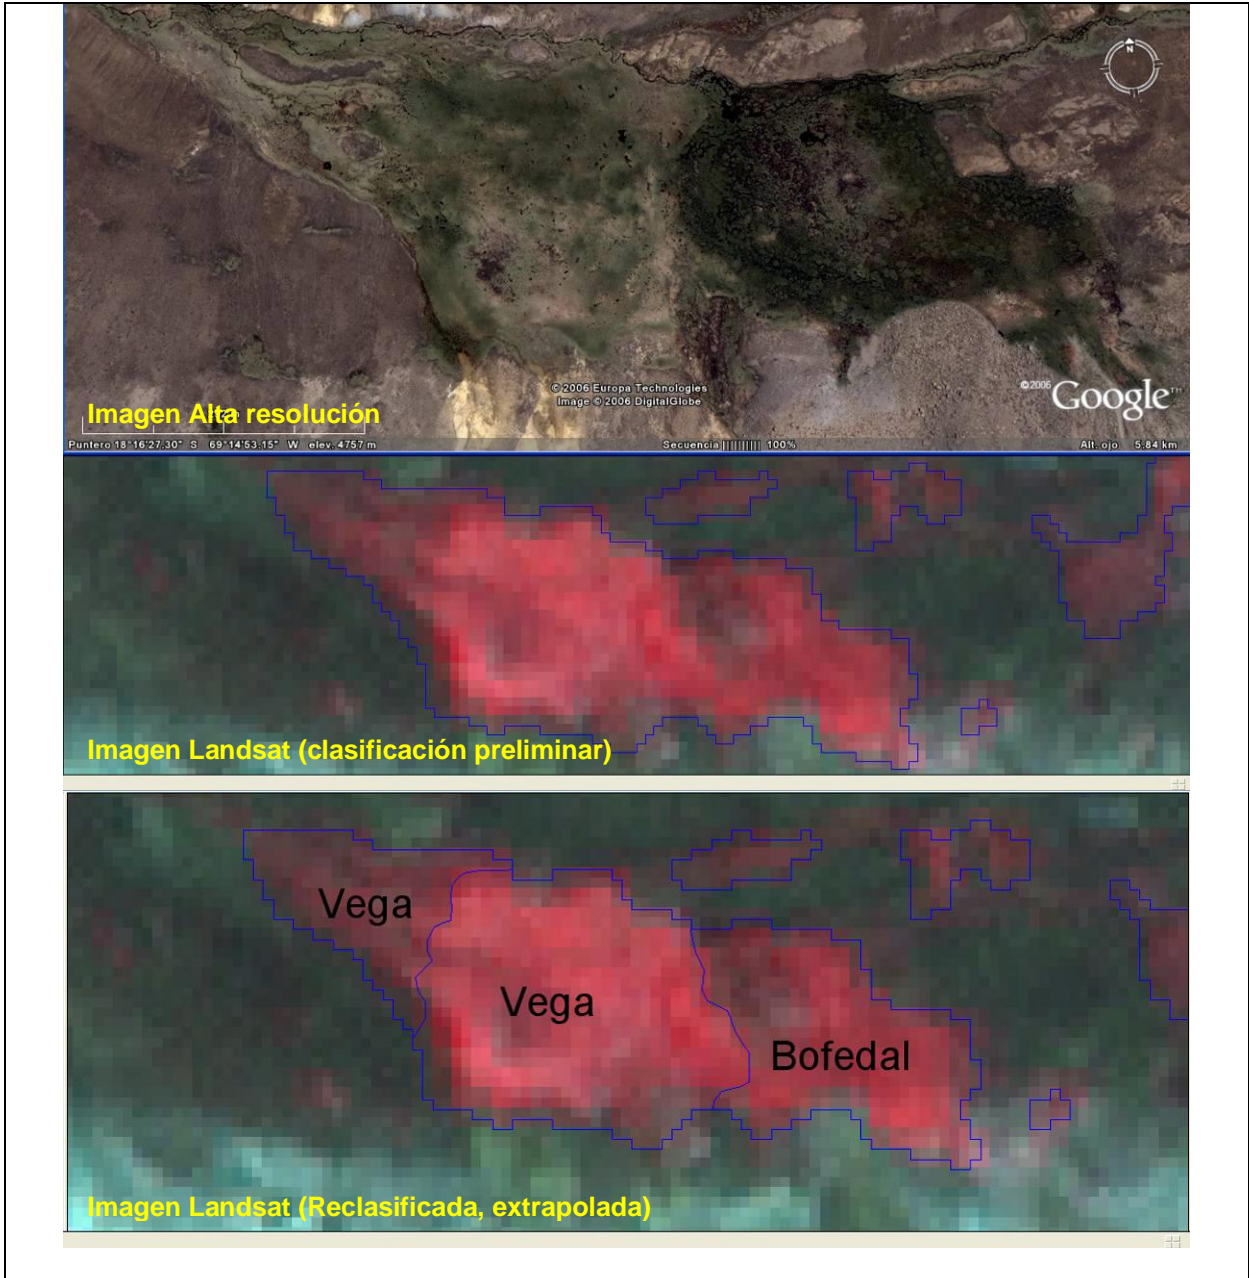 N
© 2006 Europa Technologies
Image © 2006 DigitalGlobe
©2006 Google™
Imagen Alta resolución
Puntero 18°16'27.30" S 69°14'53.15" W elev. 4757 m
Secuencia |||||||||| 100%
Alt. ojo 5.84 km
Imagen Landsat (clasificación preliminar)
Vega
Vega
Bofedal
Imagen Landsat (Reclasificada, extrapolada)